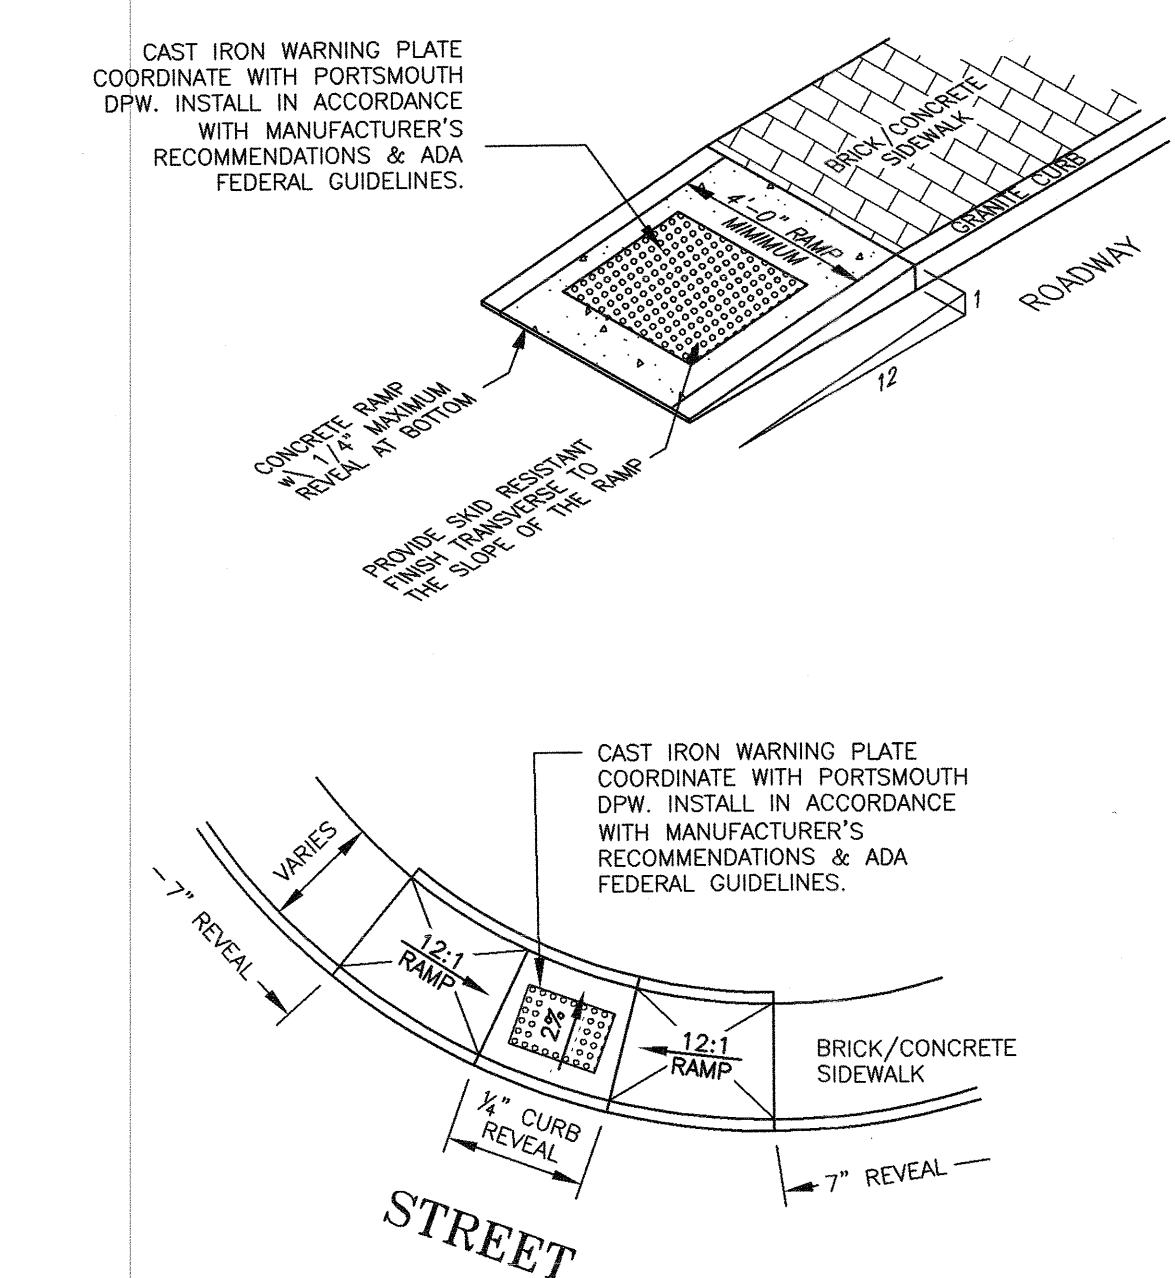 CAST IRON WARNING PLATE
COORDINATE WITH PORTSMOUTH
DPW. INSTALL IN ACCORDANCE
WITH MANUFACTURER'S
RECOMMENDATIONS & ADA
FEDERAL GUIDELINES.
BRICK/CONCRETE
SIDEWALK
GRANITE CURB
4'-0" RAMP
MIMIMUM
ROADWAY
1
12
CONCRETE RAMP
w\ 1/4" MAXIMUM
REVEAL AT BOTTOM
PROVIDE SKID RESISTANT
FINISH TRANSVERSE TO
THE SLOPE OF THE RAMP
CAST IRON WARNING PLATE
COORDINATE WITH PORTSMOUTH
DPW. INSTALL IN ACCORDANCE
WITH MANUFACTURER'S
RECOMMENDATIONS & ADA
FEDERAL GUIDELINES.
VARIES
7" REVEAL
12:1
RAMP
2%
12:1
RAMP
BRICK/CONCRETE
SIDEWALK
¼" CURB
REVEAL
7" REVEAL
STREET